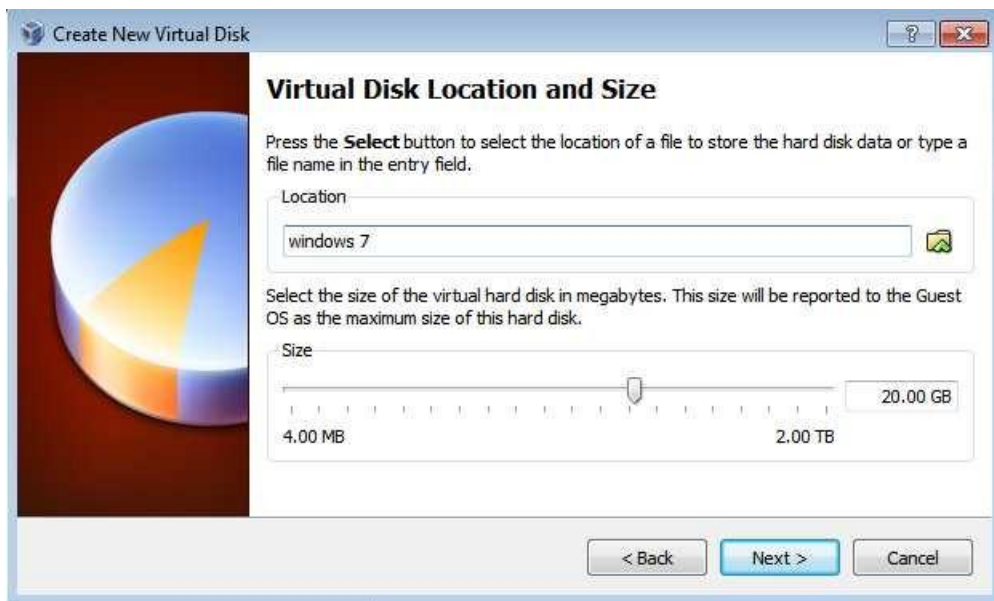 Create New Virtual Disk
Virtual Disk Location and Size
Press the Select button to select the location of a file to store the hard disk data or type a
file name in the entry field.
Location
windows 7
Select the size of the virtual hard disk in megabytes. This size will be reported to the Guest
OS as the maximum size of this hard disk.
Size
20.00 GB
4.00 MB 2.00 TB
< Back Next > Cancel